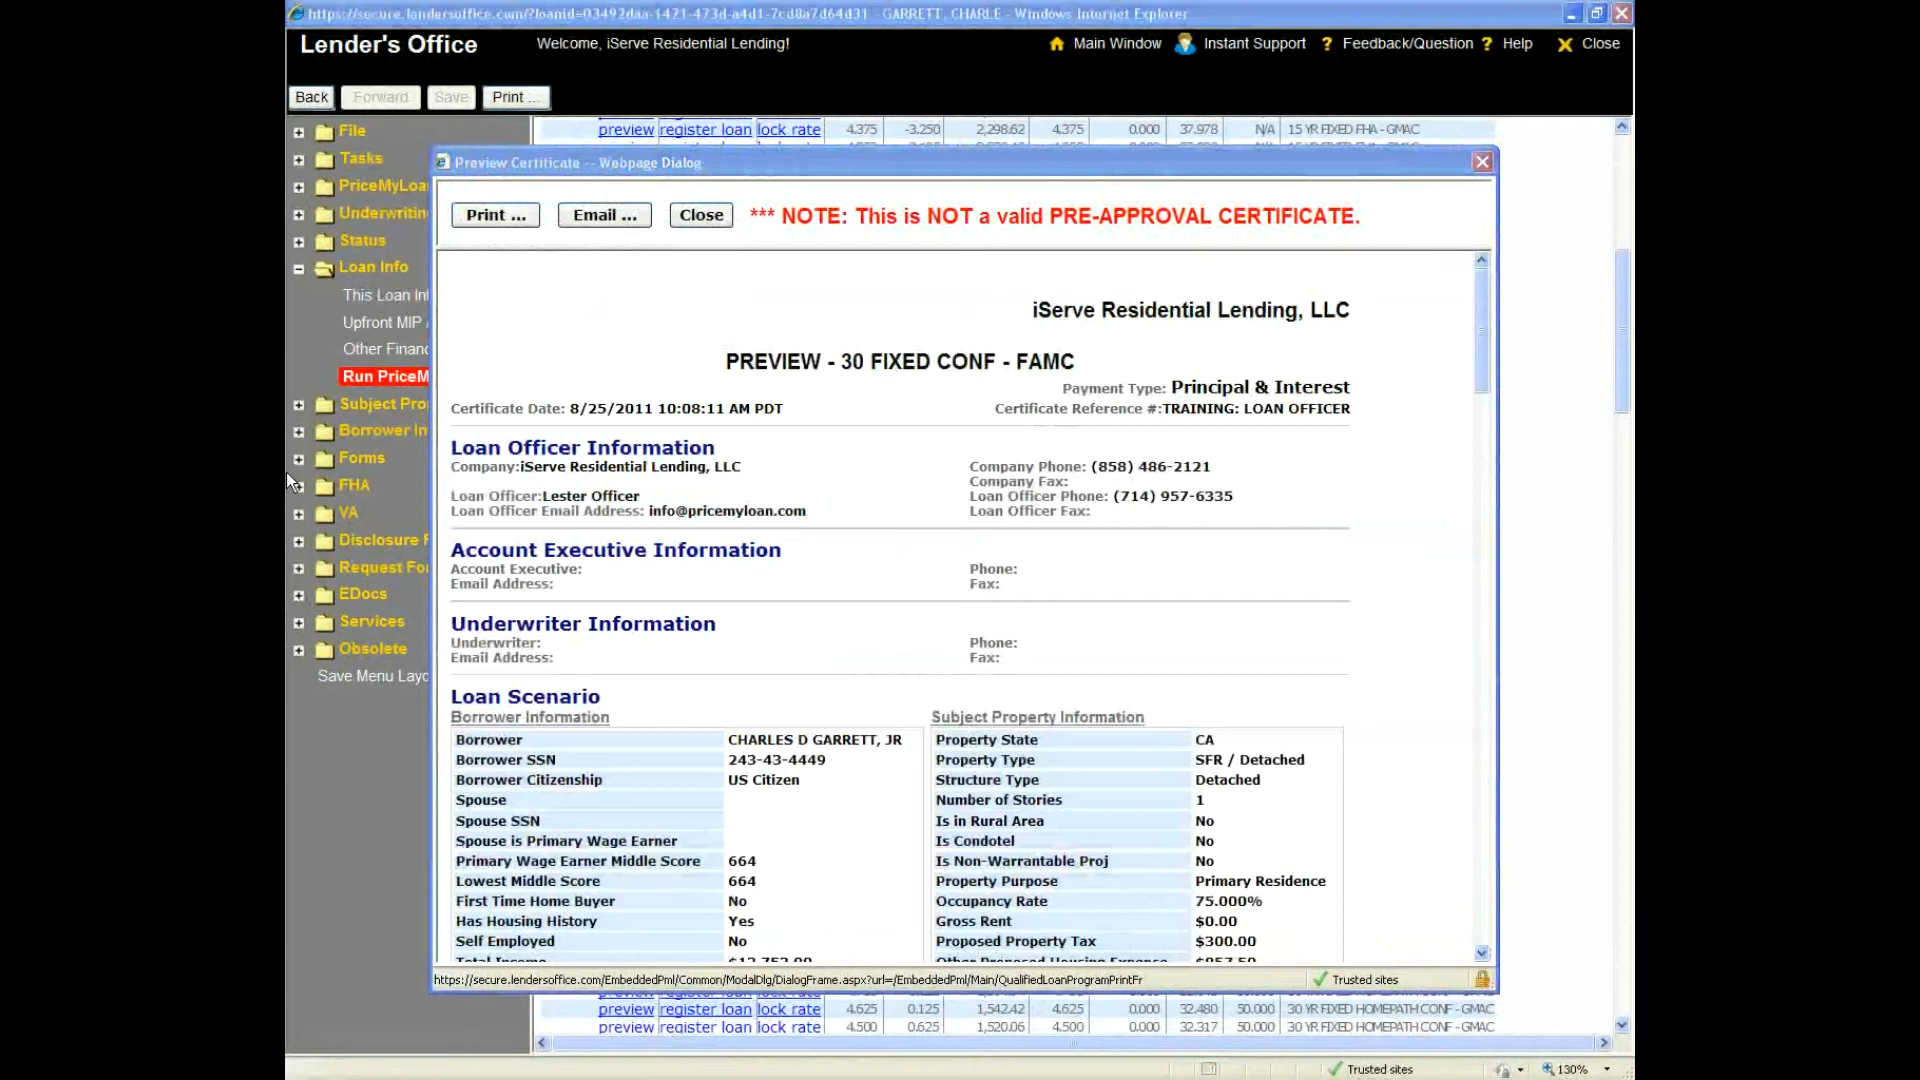 https://secure.lendersoffice.com/?loanid=03492daa-1421-473d-a4d1-7cd8a7d64d31 - GARRETT, CHARLE - Windows Internet Explorer
Lender's Office Welcome, iServe Residential Lending! Main Window Instant Support ? Feedback/Question ? Help Close
Back Forward Save Print ...
File
Tasks
PriceMyLoa
Underwritin
Status
Loan Info
This Loan Inf
Upfront MIP
Other Financ
Run PriceM
Subject Pro
Borrower In
Forms
FHA
VA
Disclosure F
Request Fo
EDocs
Services
Obsolete
Save Menu Layo
preview register loan lock rate 4.375 -3.250 2,298.62 4.375 0.000 37.978 N/A 15 YR FIXED FHA - GMAC
Preview Certificate -- Webpage Dialog
Print ... Email ... Close *** NOTE: This is NOT a valid PRE-APPROVAL CERTIFICATE.
iServe Residential Lending, LLC
PREVIEW - 30 FIXED CONF - FAMC
Payment Type: Principal & Interest
Certificate Date: 8/25/2011 10:08:11 AM PDT Certificate Reference #:TRAINING: LOAN OFFICER
Loan Officer Information
Company:iServe Residential Lending, LLC Company Phone: (858) 486-2121
Company Fax:
Loan Officer:Lester Officer Loan Officer Phone: (714) 957-6335
Loan Officer Email Address: info@pricemyloan.com Loan Officer Fax:
Account Executive Information
Account Executive: Phone:
Email Address: Fax:
Underwriter Information
Underwriter: Phone:
Email Address: Fax:
Loan Scenario
Borrower Information Subject Property Information
Borrower CHARLES D GARRETT, JR Property State CA
Borrower SSN 243-43-4449 Property Type SFR / Detached
Borrower Citizenship US Citizen Structure Type Detached
Spouse Number of Stories 1
Spouse SSN Is in Rural Area No
Spouse is Primary Wage Earner Is Condotel No
Primary Wage Earner Middle Score 664 Is Non-Warrantable Proj No
Lowest Middle Score 664 Property Purpose Primary Residence
First Time Home Buyer No Occupancy Rate 75.000%
Has Housing History Yes Gross Rent $0.00
Self Employed No Proposed Property Tax $300.00
Total Income Other Proposed Housing Expense
https://secure.lendersoffice.com/EmbeddedPml/Common/ModalDlg/DialogFrame.aspx?url=/EmbeddedPml/Main/QualifiedLoanProgramPrintFr Trusted sites
preview register loan lock rate 4.625 0.125 1,542.42 4.625 0.000 32.480 50.000 30 YR FIXED HOMEPATH CONF - GMAC
preview register loan lock rate 4.500 0.625 1,520.06 4.500 0.000 32.317 50.000 30 YR FIXED HOMEPATH CONF - GMAC
Trusted sites 130%